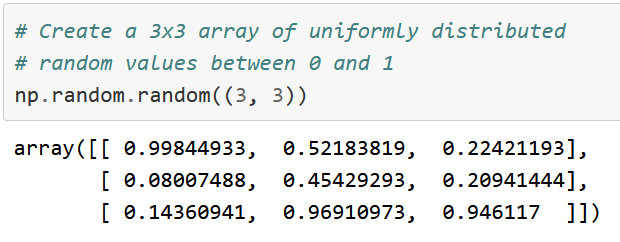 # Create a 3x3 array of uniformly distributed
# random values between 0 and 1
np.random.random((3, 3))
array([[ 0.99844933,  0.52183819,  0.22421193],
       [ 0.08007488,  0.45429293,  0.20941444],
       [ 0.14360941,  0.96910973,  0.946117  ]])